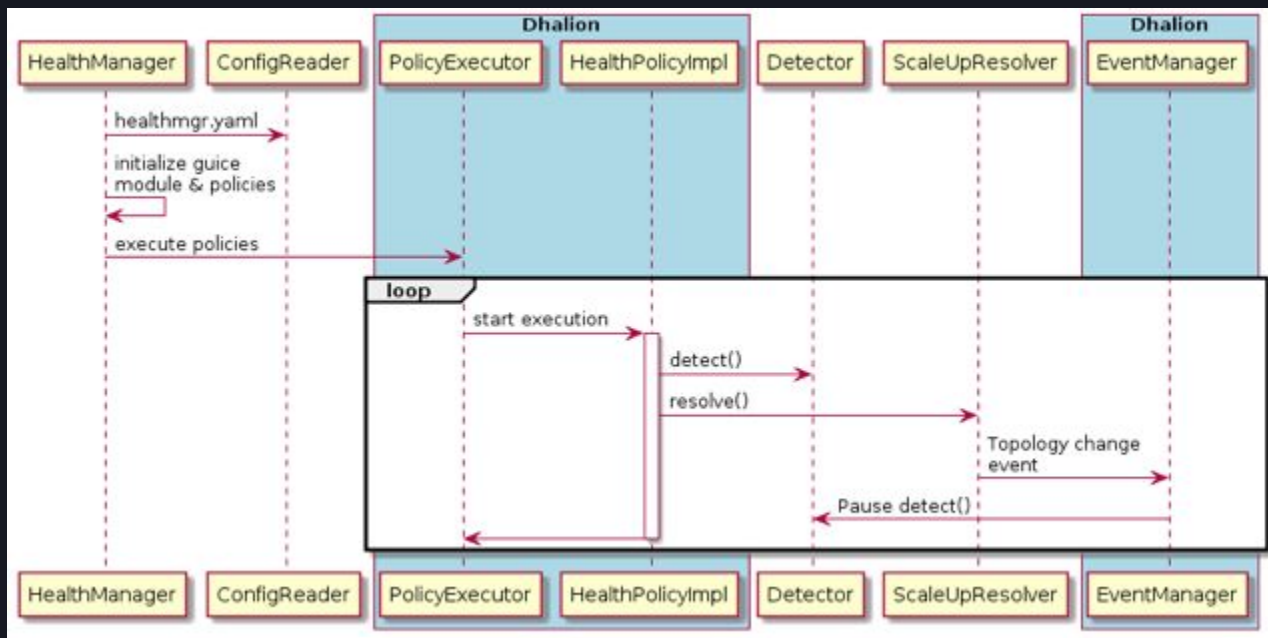 Dhalion
Dhalion
HealthManager
ConfigReader
PolicyExecutor
HealthPolicyImpl
Detector
ScaleUpResolver
EventManager
healthmgr.yaml
initialize guice
module & policies
execute policies
loop
start execution
detect()
resolve()
Topology change
event
Pause detect()
HealthManager
ConfigReader
PolicyExecutor
HealthPolicyImpl
Detector
ScaleUpResolver
EventManager